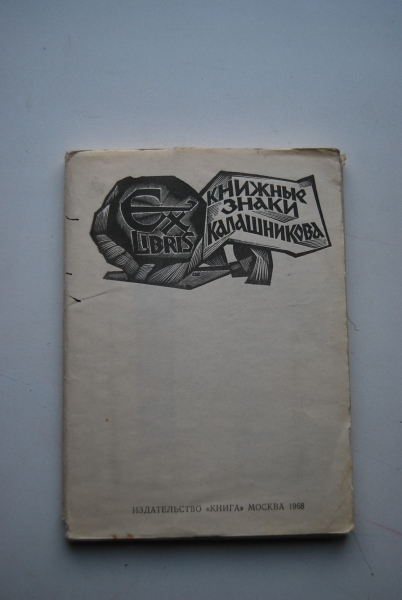 Ex
LIBRIS
КНИЖНЫЕ
ЗНАКИ
КАЛАШНИКОВА
ИЗДАТЕЛЬСТВО «КНИГА» МОСКВА 1968